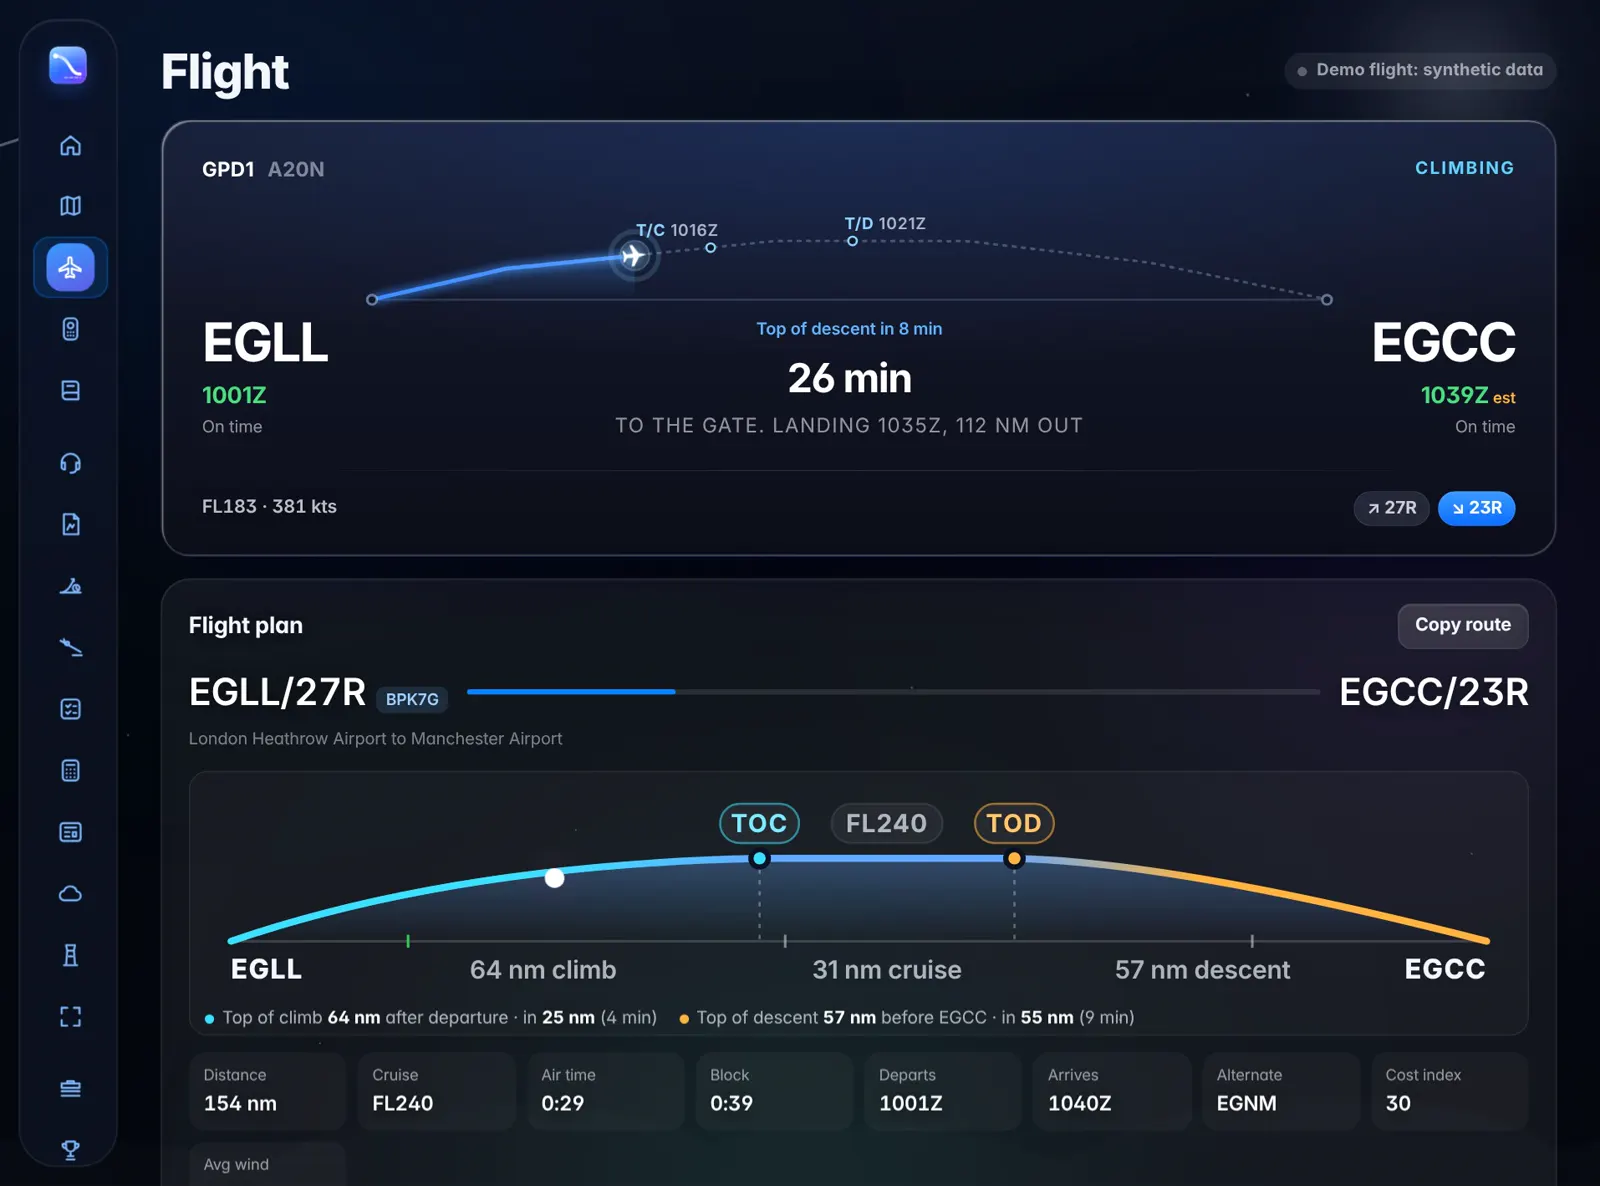 Flight
Demo flight: synthetic data
GPD1 A20N
CLIMBING
T/C 1016Z
T/D 1021Z
EGLL
1001Z
On time
Top of descent in 8 min
26 min
TO THE GATE. LANDING 1035Z, 112 NM OUT
EGCC
1039Z est
On time
FL183 · 381 kts
27R
23R
Flight plan
Copy route
EGLL/27R BPK7G
EGCC/23R
London Heathrow Airport to Manchester Airport
TOC
FL240
TOD
EGLL
64 nm climb
31 nm cruise
57 nm descent
EGCC
Top of climb 64 nm after departure · in 25 nm (4 min)
Top of descent 57 nm before EGCC · in 55 nm (9 min)
Distance
154 nm
Cruise
FL240
Air time
0:29
Block
0:39
Departs
1001Z
Arrives
1040Z
Alternate
EGNM
Cost index
30
Avg wind